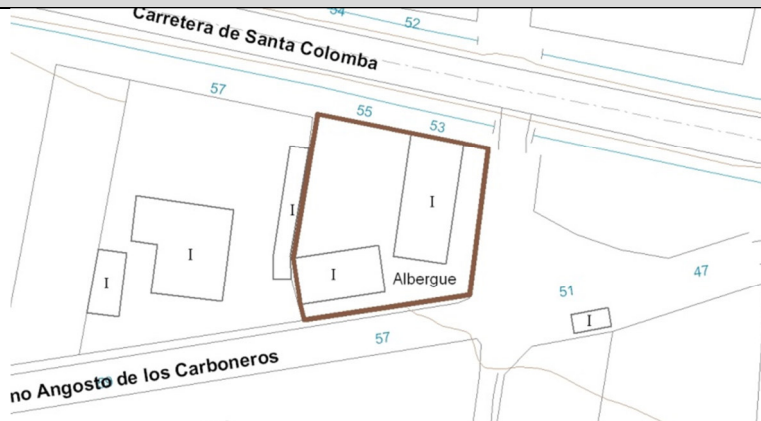 54
52
Carretera de Santa Colomba
57
55
53
I
I
I
I
I
Albergue
47
51
I
57
no Angosto de los Carboneros